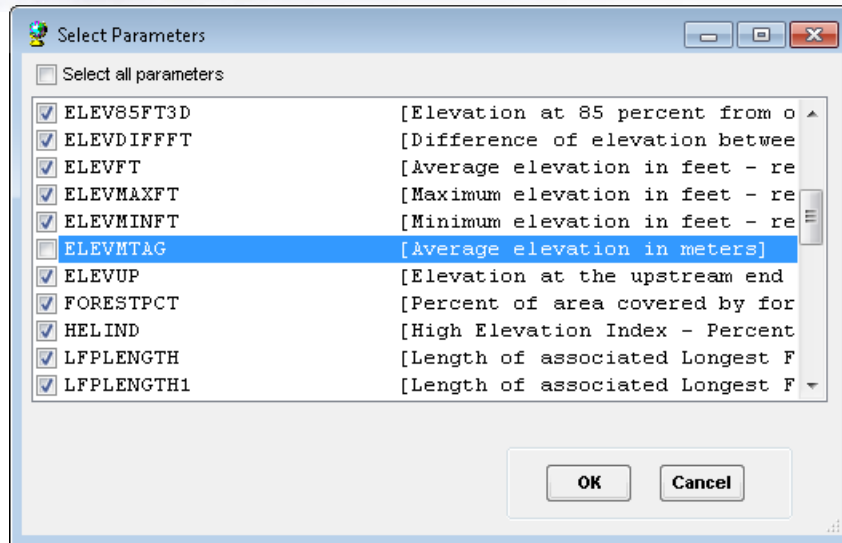 Select Parameters
Select all parameters
ELEV85FT3D [Elevation at 85 percent from o
ELEVDIFFFT [Difference of elevation betwee
ELEVFT [Average elevation in feet - re
ELEVMAXFT [Maximum elevation in feet - re
ELEVMINFT [Minimum elevation in feet - re
ELEVMTAG [Average elevation in meters]
ELEVUP [Elevation at the upstream end
FORESTPCT [Percent of area covered by for
HELIND [High Elevation Index - Percent
LFPLENGTH [Length of associated Longest F
LFPLENGTH1 [Length of associated Longest F
OK Cancel